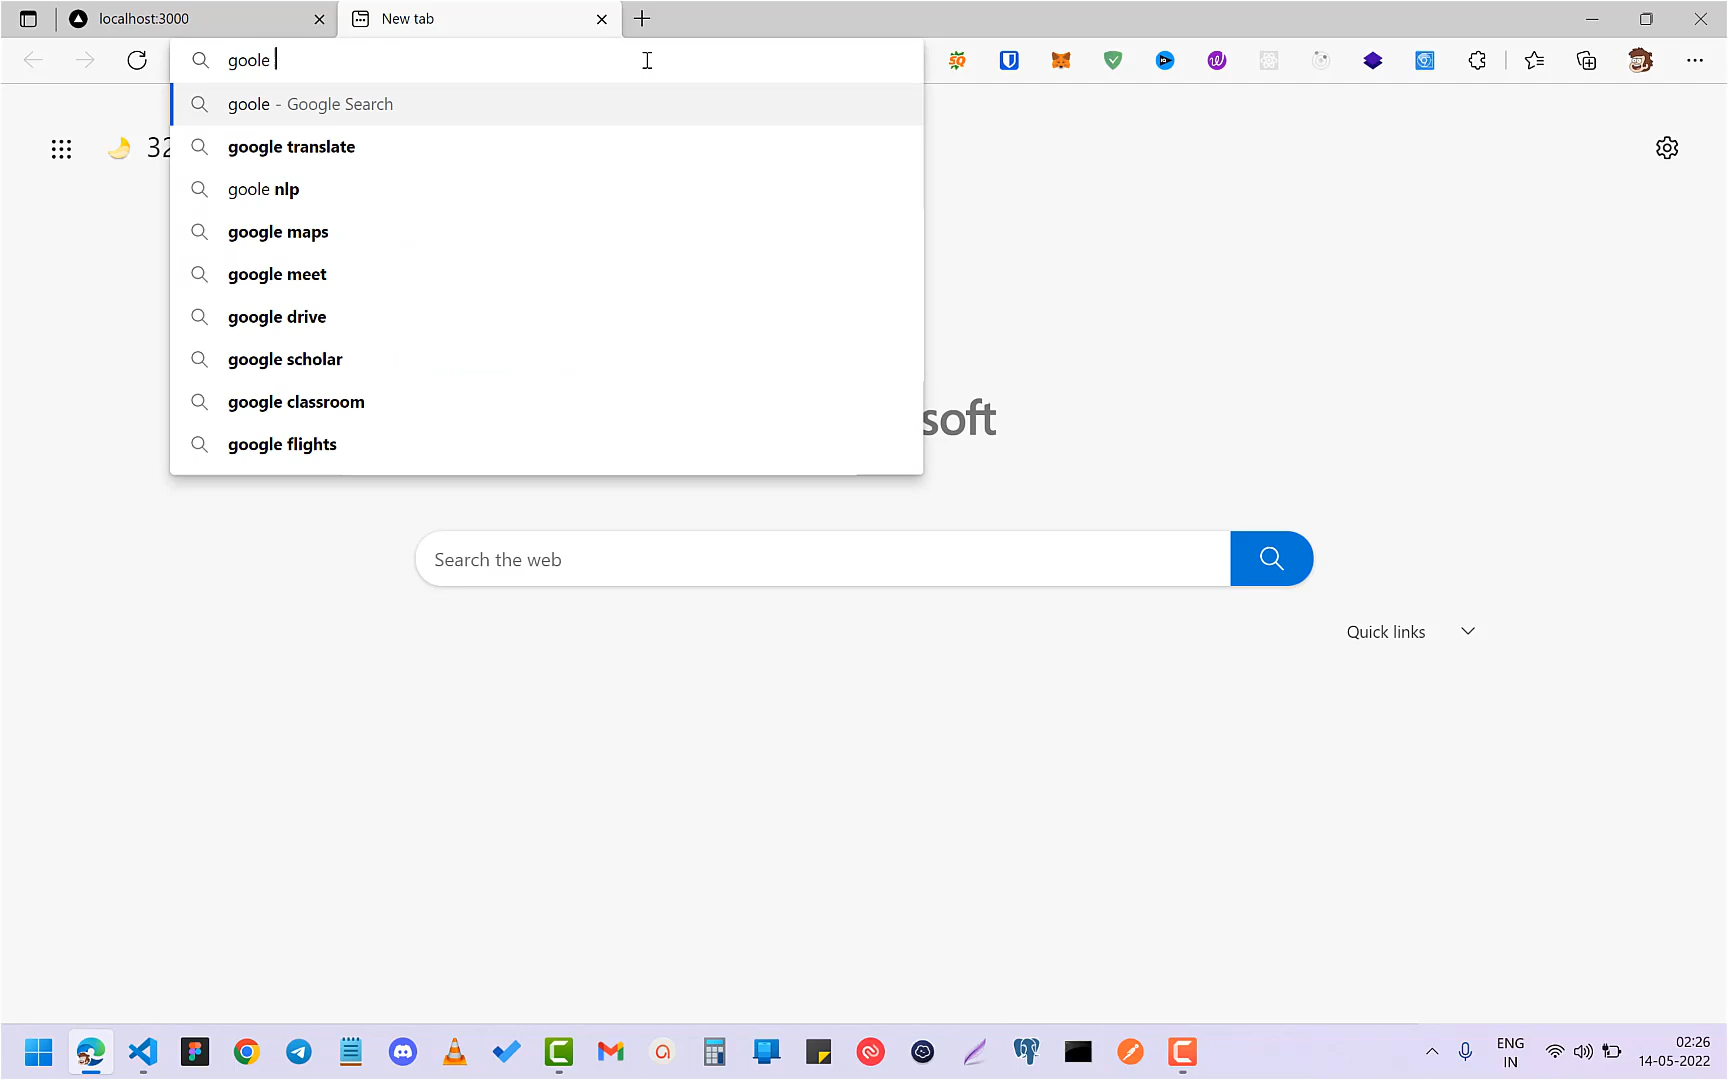 localhost:3000
New tab
goole
goole - Google Search
google translate
goole nlp
google maps
google meet
google drive
google scholar
google classroom
google flights
32
soft
Search the web
Quick links
ENG
IN
02:26
14-05-2022